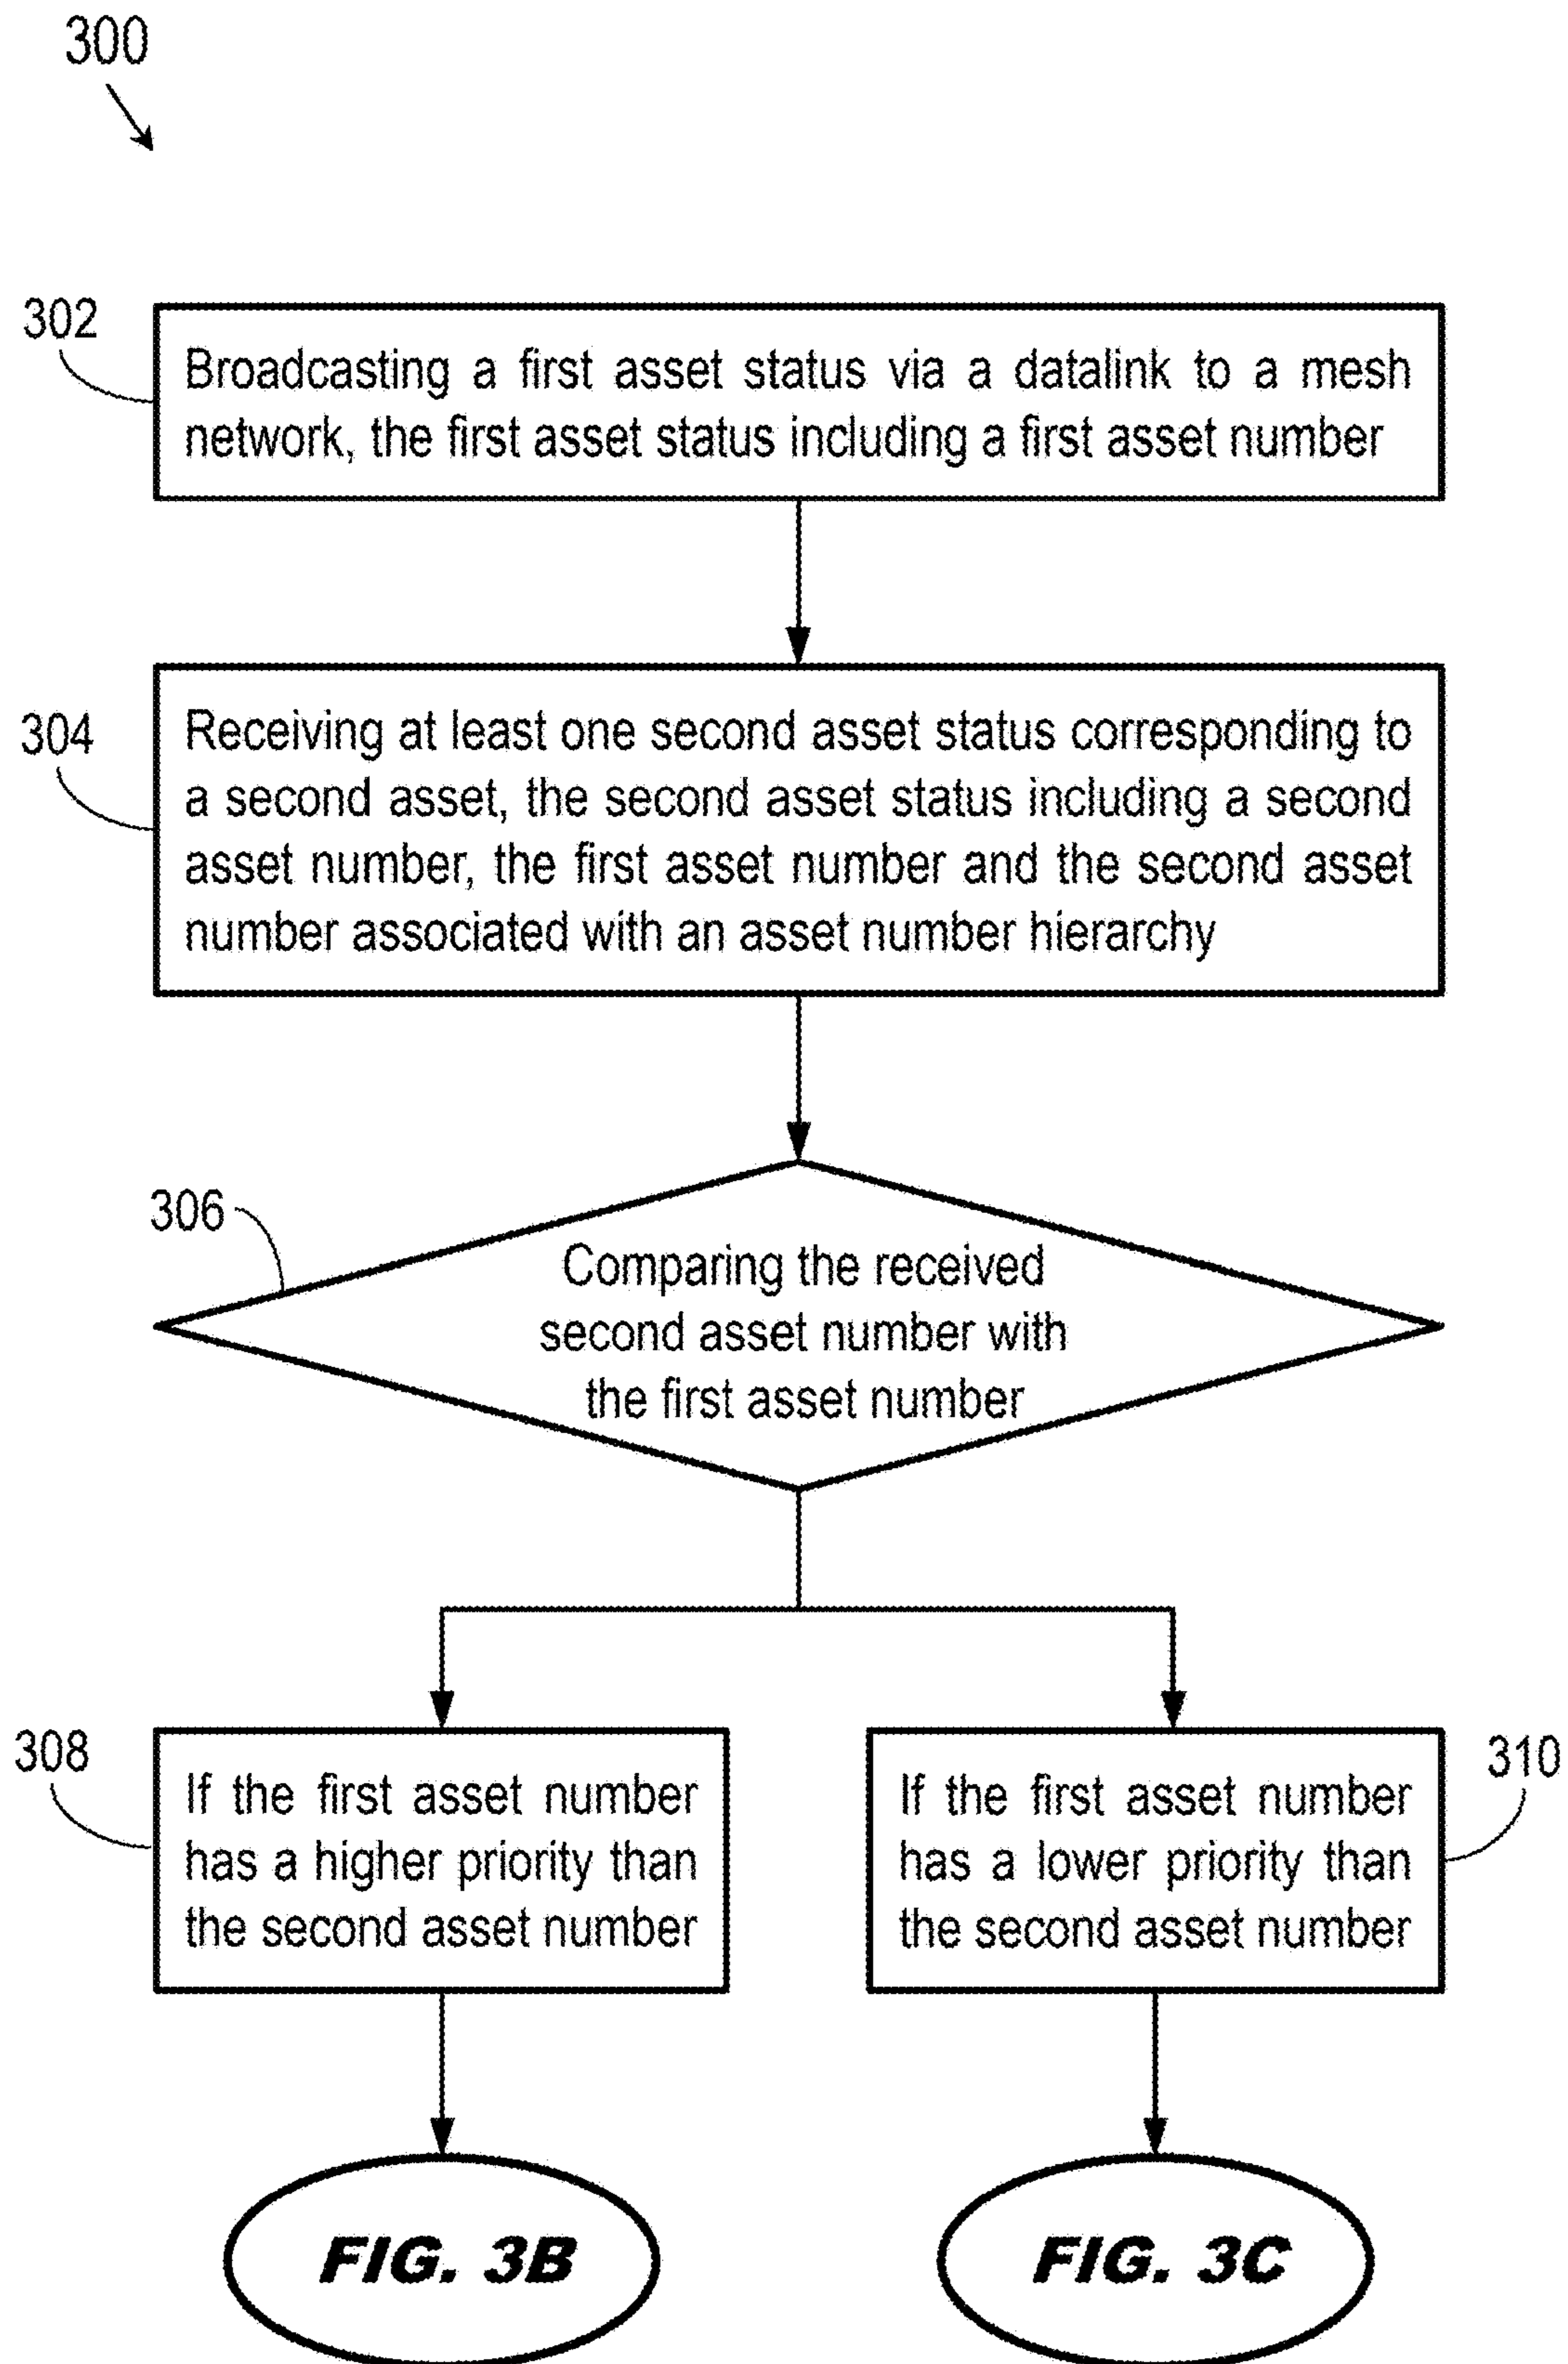 300
302
Broadcasting a first asset status via a datalink to a mesh
network, the first asset status including a first asset number
304
Receiving at least one second asset status corresponding to
a second asset, the second asset status including a second
asset number, the first asset number and the second asset
number associated with an asset number hierarchy
306
Comparing the received
second asset number with
the first asset number
308
If the first asset number
has a higher priority than
the second asset number
310
If the first asset number
has a lower priority than
the second asset number
FIG. 3B
FIG. 3C